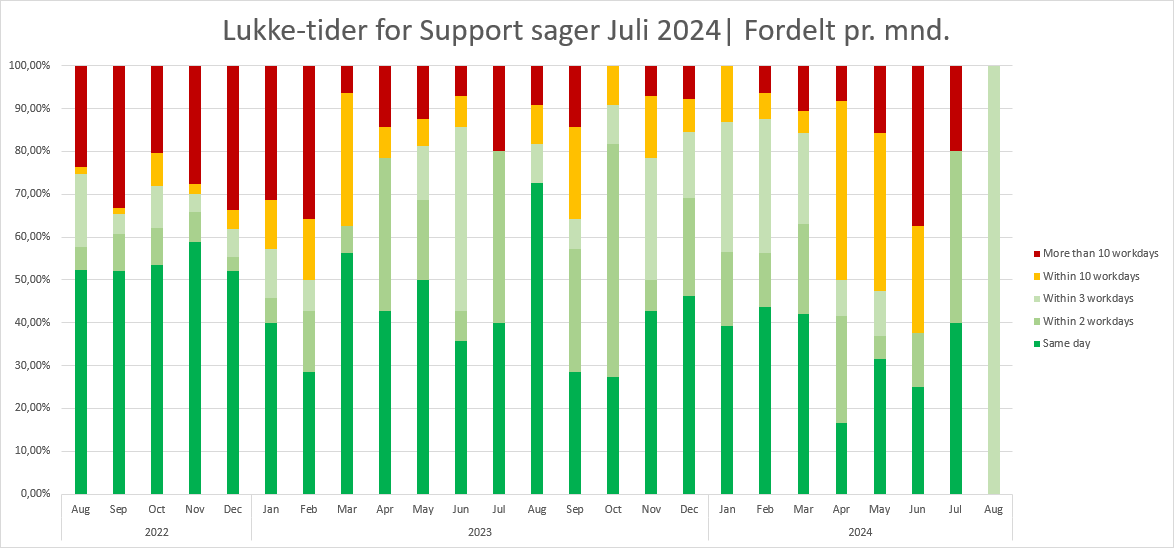 Lukke-tider for Support sager Juli 2024| Fordelt pr. mnd.
100,00%
90,00%
80,00%
70,00%
60,00%
50,00%
40,00%
30,00%
20,00%
10,00%
0,00%
More than 10 workdays
Within 10 workdays
Within 3 workdays
Within 2 workdays
Same day
Aug Sep Oct Nov Dec Jan Feb Mar Apr May Jun Jul Aug Sep Oct Nov Dec Jan Feb Mar Apr May Jun Jul Aug
2022 2023 2024